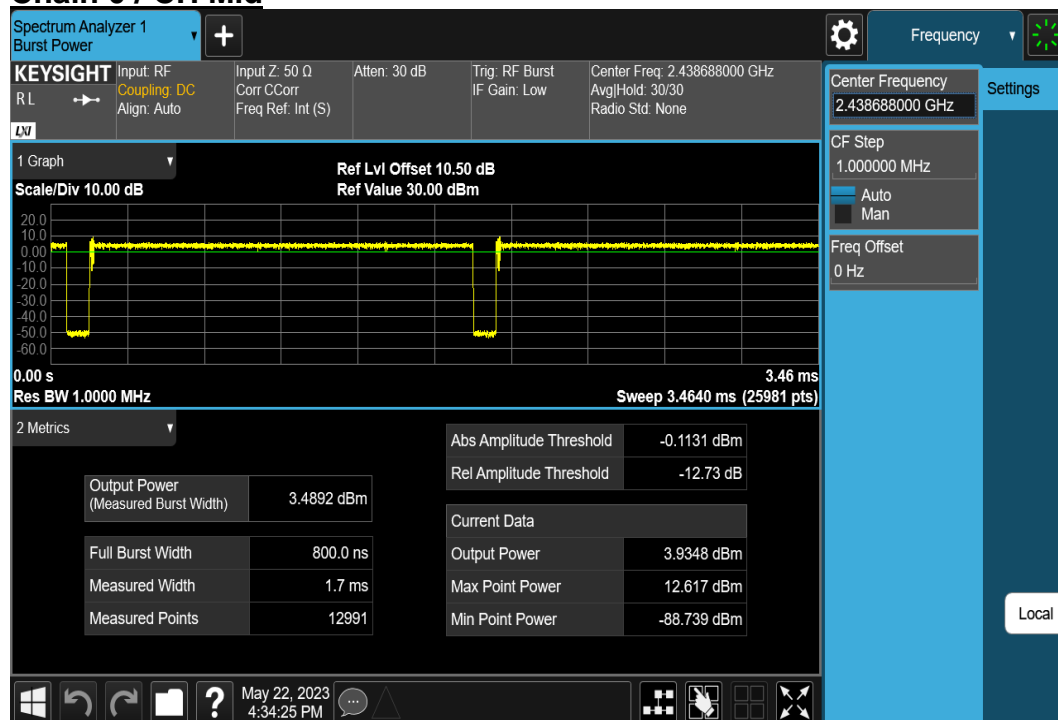 Spectrum Analyzer 1
Burst Power
Frequency
KEYSIGHT
R L
LXI
Input: RF
Coupling: DC
Align: Auto
Input Z: 50 Ω
Corr CCorr
Freq Ref: Int (S)
Atten: 30 dB
Trig: RF Burst
IF Gain: Low
Center Freq: 2.438688000 GHz
Avg|Hold: 30/30
Radio Std: None
Center Frequency
2.438688000 GHz
Settings
CF Step
1.000000 MHz
Auto
Man
Freq Offset
0 Hz
1 Graph
Scale/Div 10.00 dB
Ref Lvl Offset 10.50 dB
Ref Value 30.00 dBm
20.0
10.0
0.00
-10.0
-20.0
-30.0
-40.0
-50.0
-60.0
0.00 s
3.46 ms
Res BW 1.0000 MHz
Sweep 3.4640 ms (25981 pts)
2 Metrics
Output Power
(Measured Burst Width)
3.4892 dBm
Full Burst Width 800.0 ns
Measured Width 1.7 ms
Measured Points 12991
Abs Amplitude Threshold -0.1131 dBm
Rel Amplitude Threshold -12.73 dB
Current Data
Output Power 3.9348 dBm
Max Point Power 12.617 dBm
Min Point Power -88.739 dBm
Local
?
May 22, 2023
4:34:25 PM